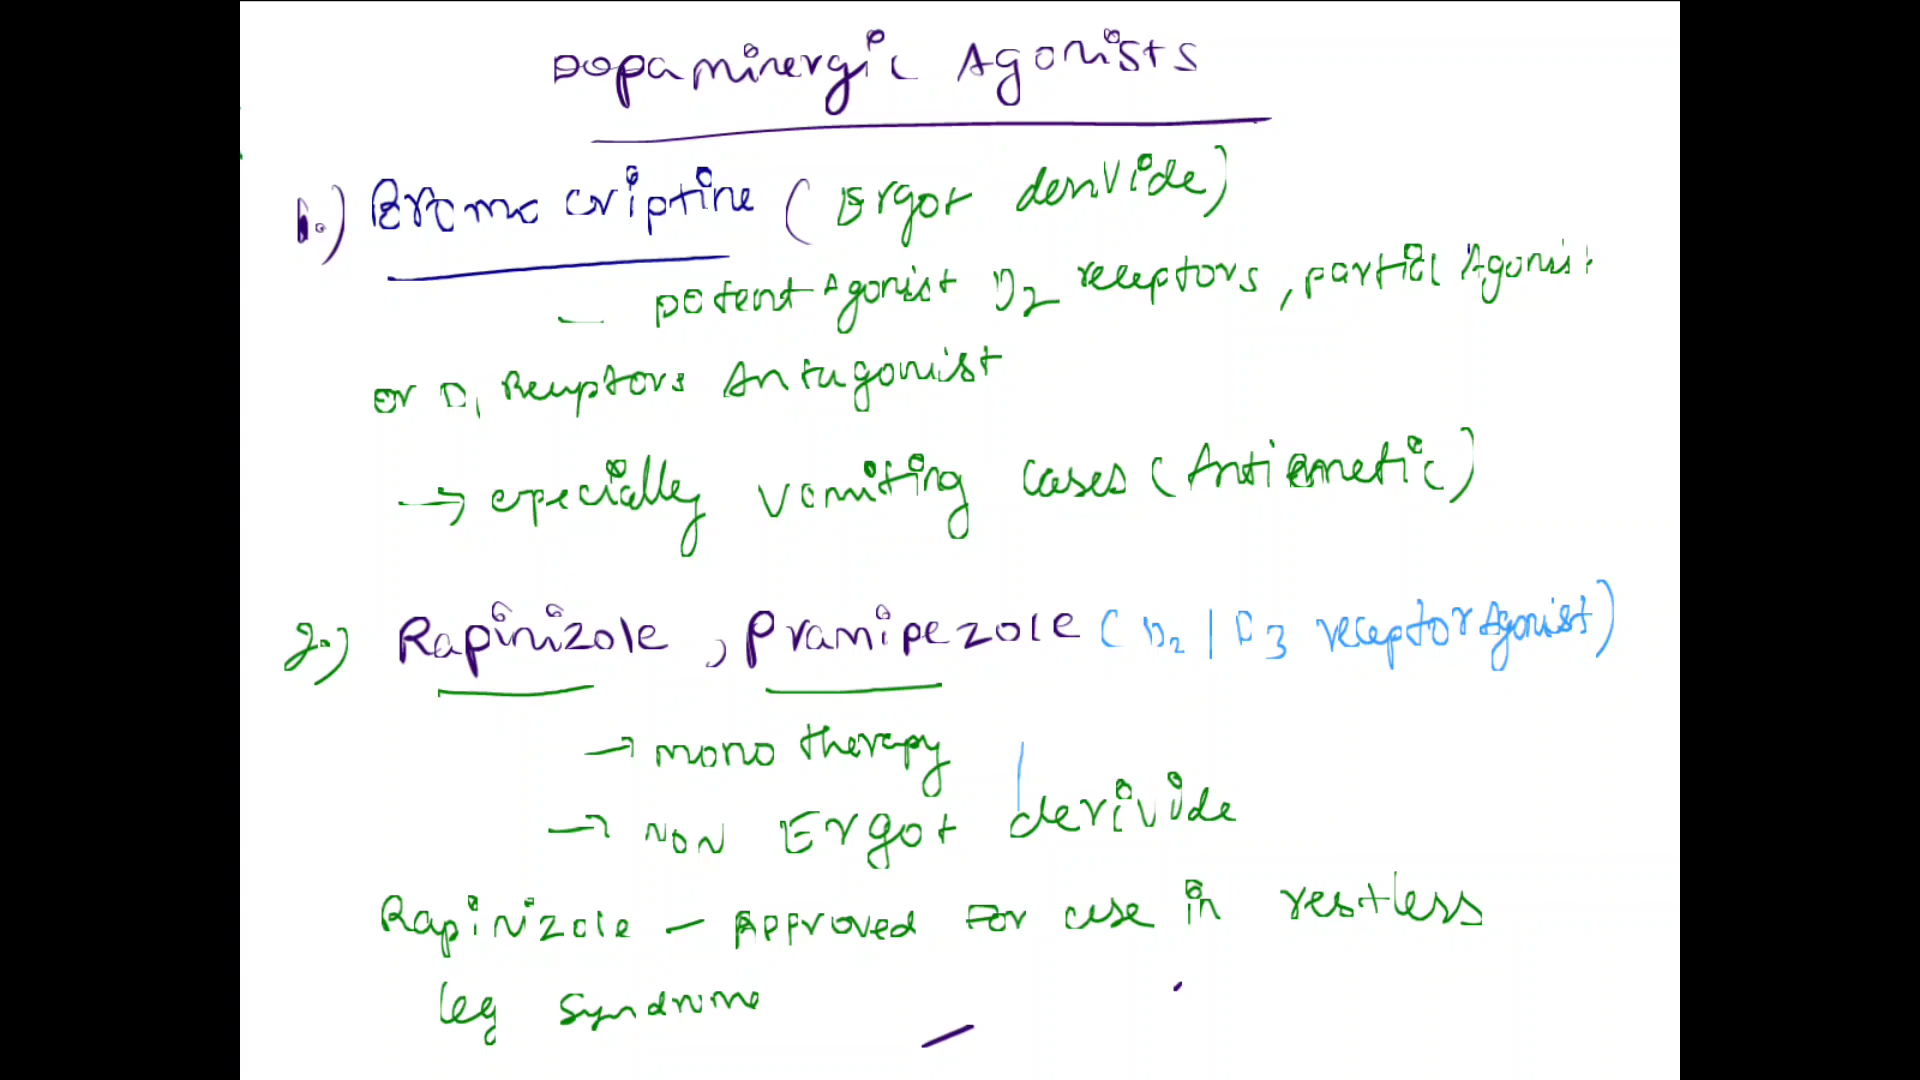 Dopaminergic Agonists
1.) Bromocriptine (Ergot derivide)
— potent Agonist D2 receptors, partial Agonist
or D1 Receptors Antagonist
→ especially vomiting cases (Antiemetic)
2.) Rapinizole, Pramipezole (D2 | D3 receptor Agonist)
→ mono therapy
→ NON Ergot derivide
Rapinizole — Approved For use in restless
leg syndrome